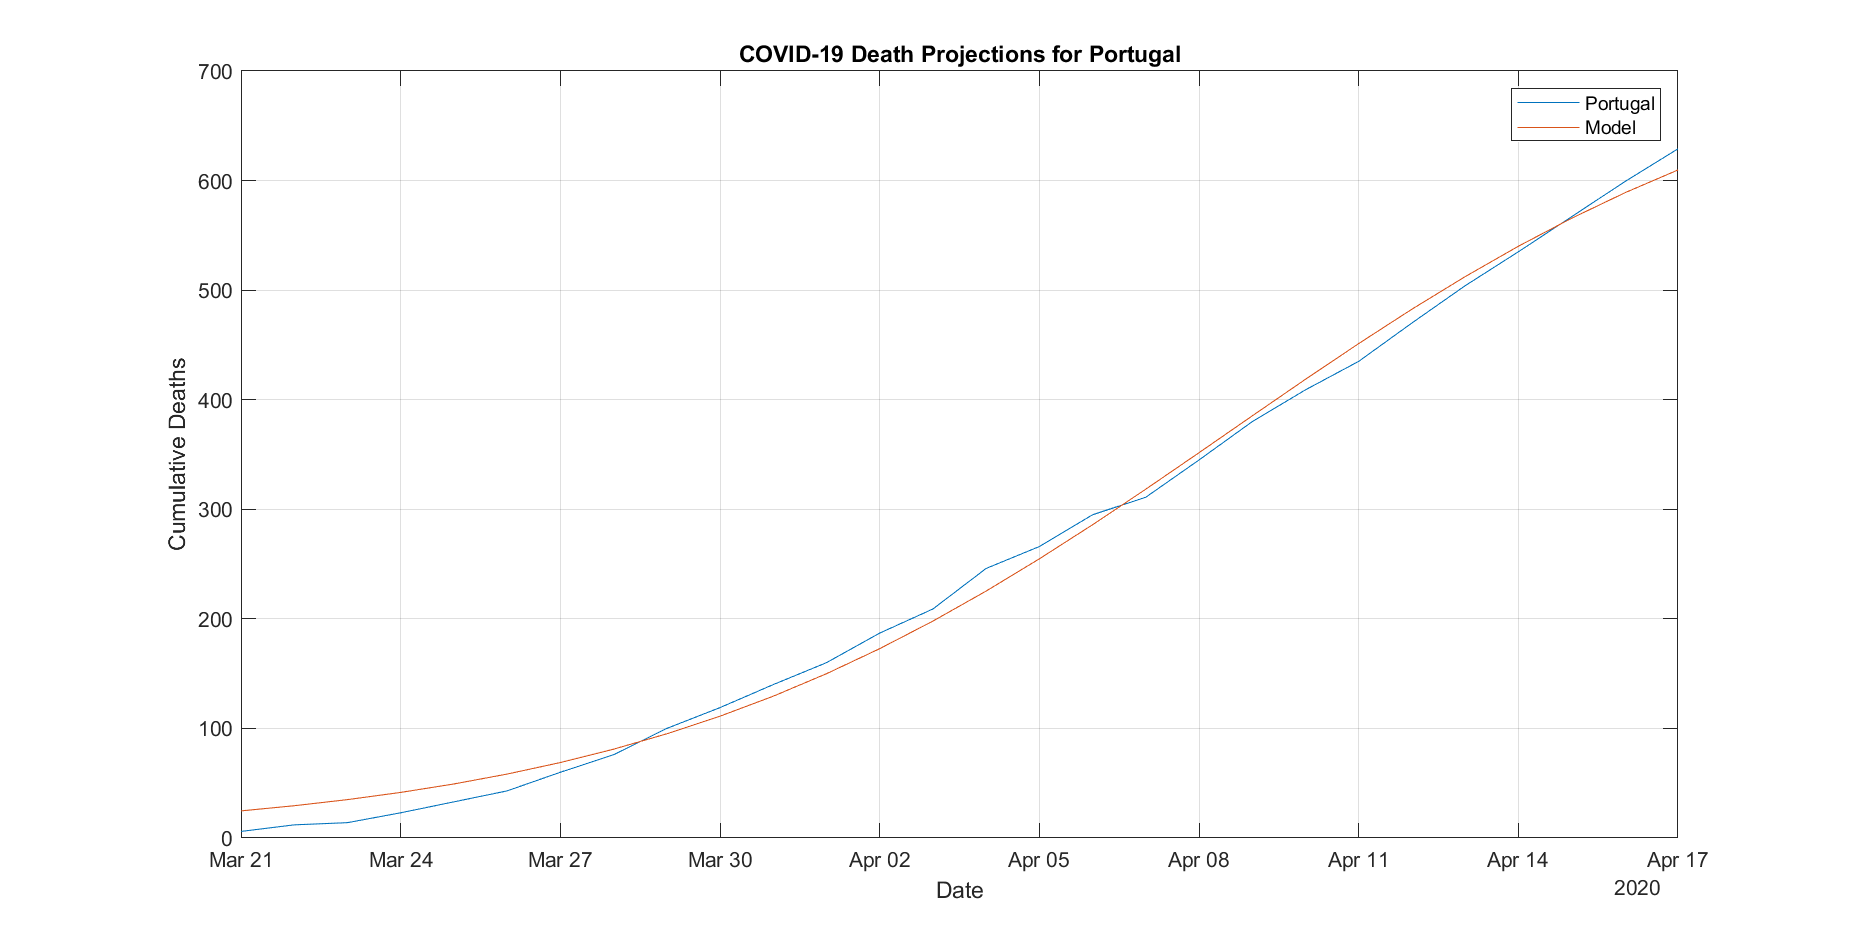 COVID-19 Death Projections for Portugal
700
600
500
400
300
200
100
0
Cumulative Deaths
Portugal
Model
Mar 21 Mar 24 Mar 27 Mar 30 Apr 02 Apr 05 Apr 08 Apr 11 Apr 14 Apr 17
2020
Date